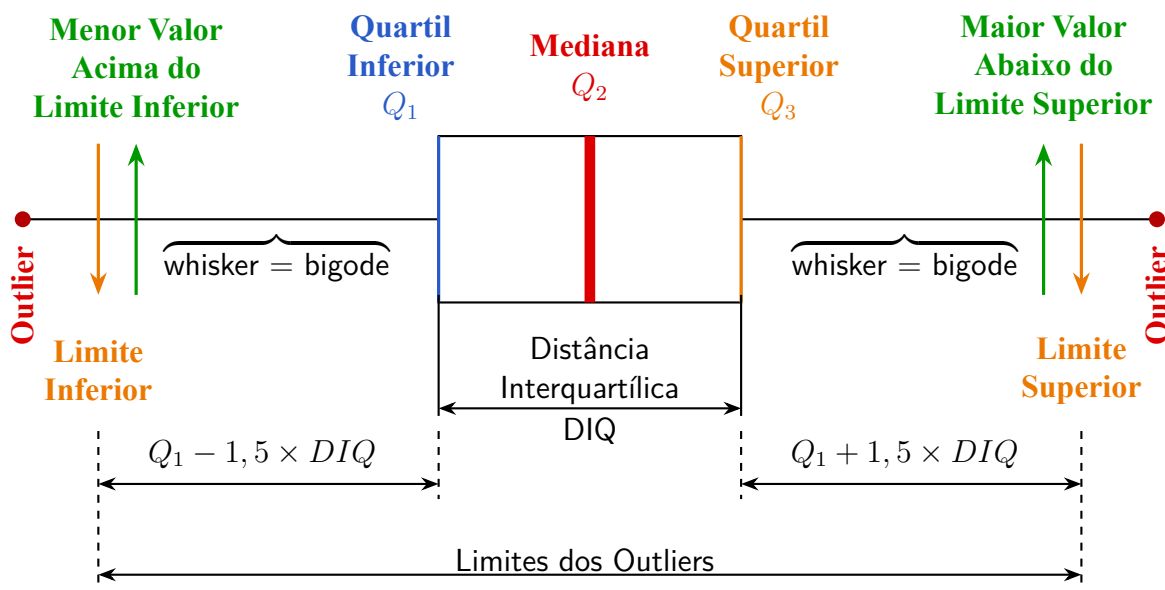 Menor Valor
Acima do
Limite Inferior
Quartil
Inferior
Q₁
Mediana
Q₂
Quartil
Superior
Q₃
Maior Valor
Abaixo do
Limite Superior
Outlier
whisker = bigode
whisker = bigode
Outlier
Limite
Inferior
Distância
Interquartílica
DIQ
Limite
Superior
Q₁ − 1, 5 × DIQ
Q₁ + 1, 5 × DIQ
Limites dos Outliers